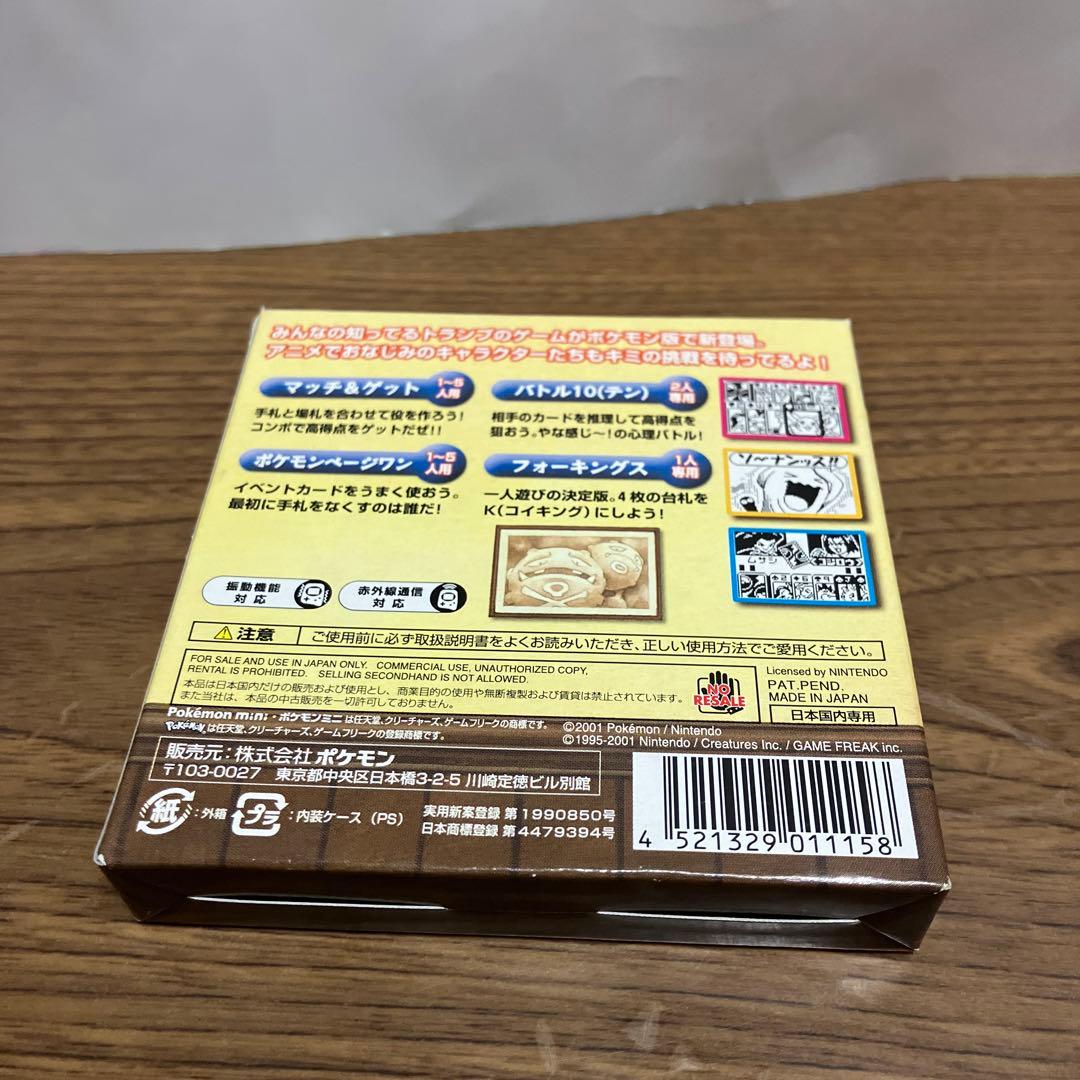 みんなの知ってるトランプのゲームがポケモン版で新登場。
アニメでおなじみのキャラクターたちもキミの挑戦を待ってるよ!
マッチ&ゲット 1~5人用
手札と場札を合わせて役を作ろう!
コンボで高得点をゲットだぜ!!
バトル10(テン) 2人専用
相手のカードを推理して高得点を
狙おう。やな感じ~!の心理バトル!
ポケモンページワン 1~5人用
イベントカードをうまく使おう。
最初に手札をなくすのは誰だ!
フォーキングス 1人専用
一人遊びの決定版。4枚の台札を
K(コイキング)にしよう!
ソーナンッス!!
ムサシ
コジロウ
振動機能
対応
赤外線通信
対応
注意 ご使用前に必ず取扱説明書をよくお読みいただき、正しい使用方法でご愛用ください。
FOR SALE AND USE IN JAPAN ONLY. COMMERCIAL USE, UNAUTHORIZED COPY,
RENTAL IS PROHIBITED. SELLING SECONDHAND IS NOT ALLOWED.
本品は日本国内だけの販売および使用とし、商業目的の使用や無断複製および賃貸は禁止されています。
また当社は、本品の中古販売を一切許可しておりません。
NO
RESALE
Licensed by NINTENDO
PAT.PEND.
MADE IN JAPAN
日本国内専用
Pokémon mini・ポケモンミニは任天堂、クリーチャーズ、ゲームフリークの商標です。
Pokémonは任天堂、クリーチャーズ、ゲームフリークの登録商標です。
©2001 Pokémon / Nintendo
©1995-2001 Nintendo / Creatures Inc. / GAME FREAK inc.
販売元:株式会社ポケモン
〒103-0027 東京都中央区日本橋3-2-5 川崎定徳ビル別館
紙:外箱 プラ:内装ケース(PS)
実用新案登録 第1990850号
日本商標登録 第4479394号
4 521329 011158